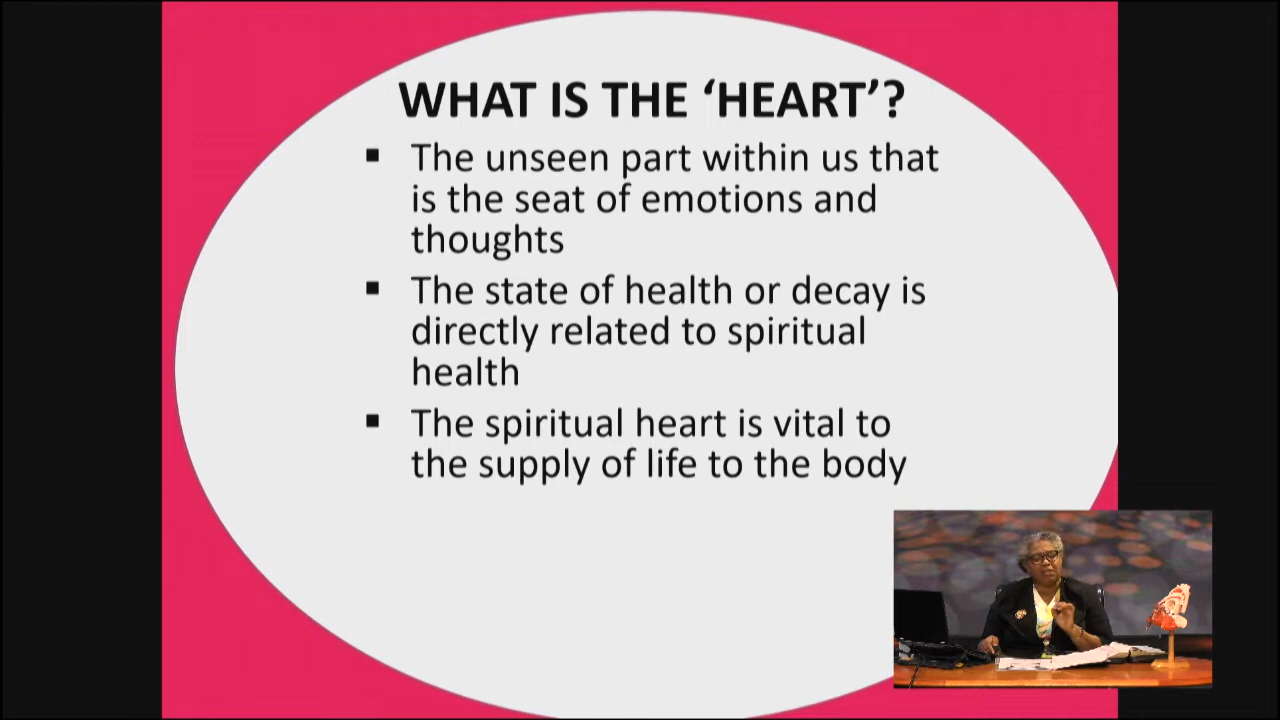 WHAT IS THE ‘HEART’?
▪ The unseen part within us that
is the seat of emotions and
thoughts
▪ The state of health or decay is
directly related to spiritual
health
▪ The spiritual heart is vital to
the supply of life to the body